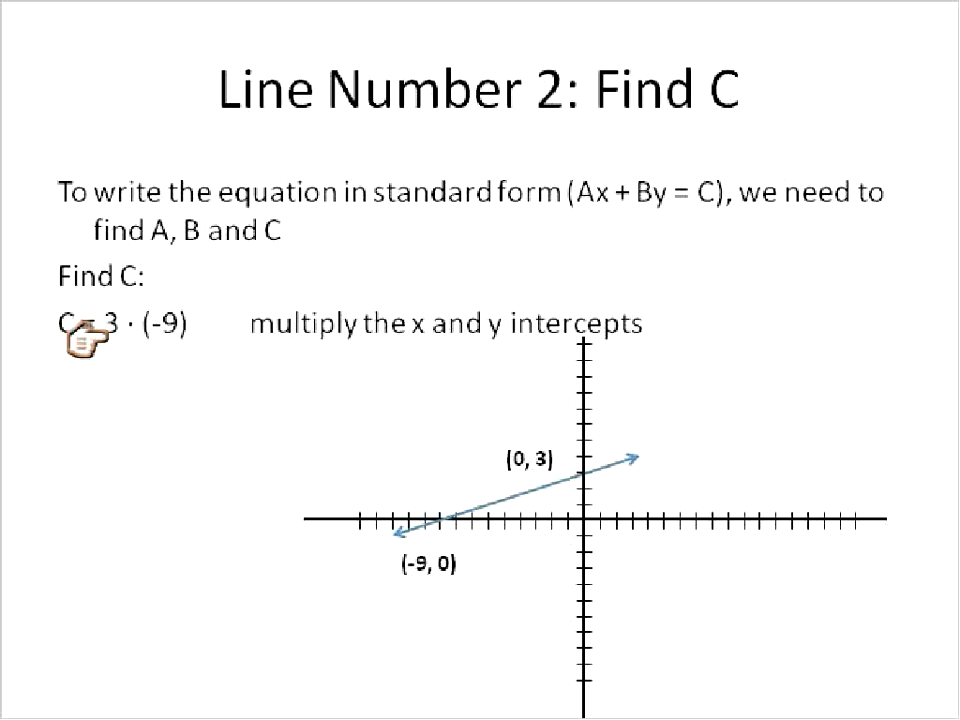 Line Number 2: Find C
To write the equation in standard form (Ax + By = C), we need to
find A, B and C
Find C:
C = 3 · (-9) multiply the x and y intercepts
(0, 3)
(-9, 0)